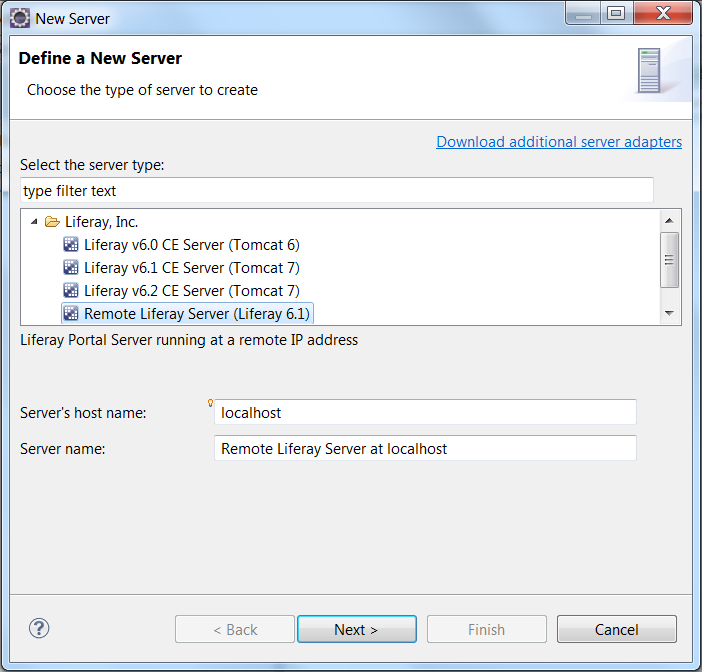 New Server
Define a New Server
Choose the type of server to create
Download additional server adapters
Select the server type:
type filter text
Liferay, Inc.
Liferay v6.0 CE Server (Tomcat 6)
Liferay v6.1 CE Server (Tomcat 7)
Liferay v6.2 CE Server (Tomcat 7)
Remote Liferay Server (Liferay 6.1)
Liferay Portal Server running at a remote IP address
Server's host name: localhost
Server name: Remote Liferay Server at localhost
? < Back Next > Finish Cancel